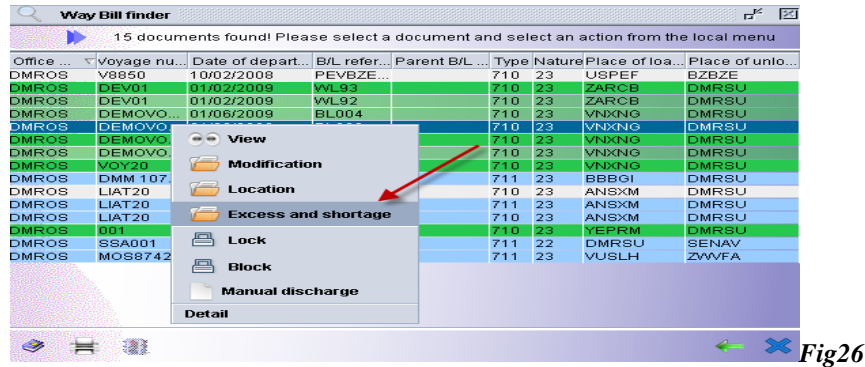 Way Bill finder
15 documents found! Please select a document and select an action from the local menu
Office ... Voyage nu... Date of depart... B/L refer... Parent B/L ... Type Nature Place of loa... Place of unlo...
DMROS V8850 10/02/2008 PEVBZE... 710 23 USPEF BZBZE
DMROS DEV01 01/02/2009 WL93 710 23 ZARCB DMRSU
DMROS DEV01 01/02/2009 WL92 710 23 ZARCB DMRSU
DMROS DEMOVO... 01/06/2009 BL004 710 23 VNXNG DMRSU
DMROS DEMOVO 710 23 VNXNG DMRSU
DMROS DEMOVO 710 23 VNXNG DMRSU
DMROS DEMOVO 710 23 VNXNG DMRSU
DMROS VOY20 710 23 VNXNG DMRSU
DMROS DMM 107 711 23 BBBGI DMRSU
DMROS LIAT20 710 23 ANSXM DMRSU
DMROS LIAT20 711 23 ANSXM DMRSU
DMROS LIAT20 710 23 ANSXM DMRSU
DMROS 001 710 23 YEPRM DMRSU
DMROS SSA001 711 22 DMRSU SENAV
DMROS MOS8742 711 23 VUSLH ZWVFA
View
Modification
Location
Excess and shortage
Lock
Block
Manual discharge
Detail
Fig26